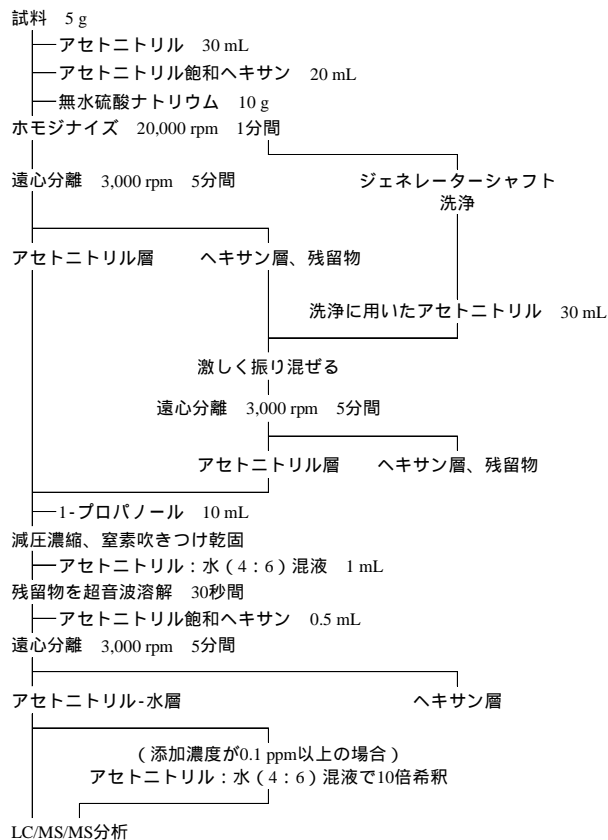 試料　5 g
アセトニトリル　30 mL
アセトニトリル飽和ヘキサン　20 mL
無水硫酸ナトリウム　10 g
ホモジナイズ　20,000 rpm　1分間
遠心分離　3,000 rpm　5分間
ジェネレーターシャフト
洗浄
アセトニトリル層
ヘキサン層、残留物
洗浄に用いたアセトニトリル　30 mL
激しく振り混ぜる
遠心分離　3,000 rpm　5分間
アセトニトリル層
ヘキサン層、残留物
1-プロパノール　10 mL
減圧濃縮、窒素吹きつけ乾固
アセトニトリル：水（4：6）混液　1 mL
残留物を超音波溶解　30秒間
アセトニトリル飽和ヘキサン　0.5 mL
遠心分離　3,000 rpm　5分間
アセトニトリル-水層
ヘキサン層
（添加濃度が0.1 ppm以上の場合）
アセトニトリル：水（4：6）混液で10倍希釈
LC/MS/MS分析